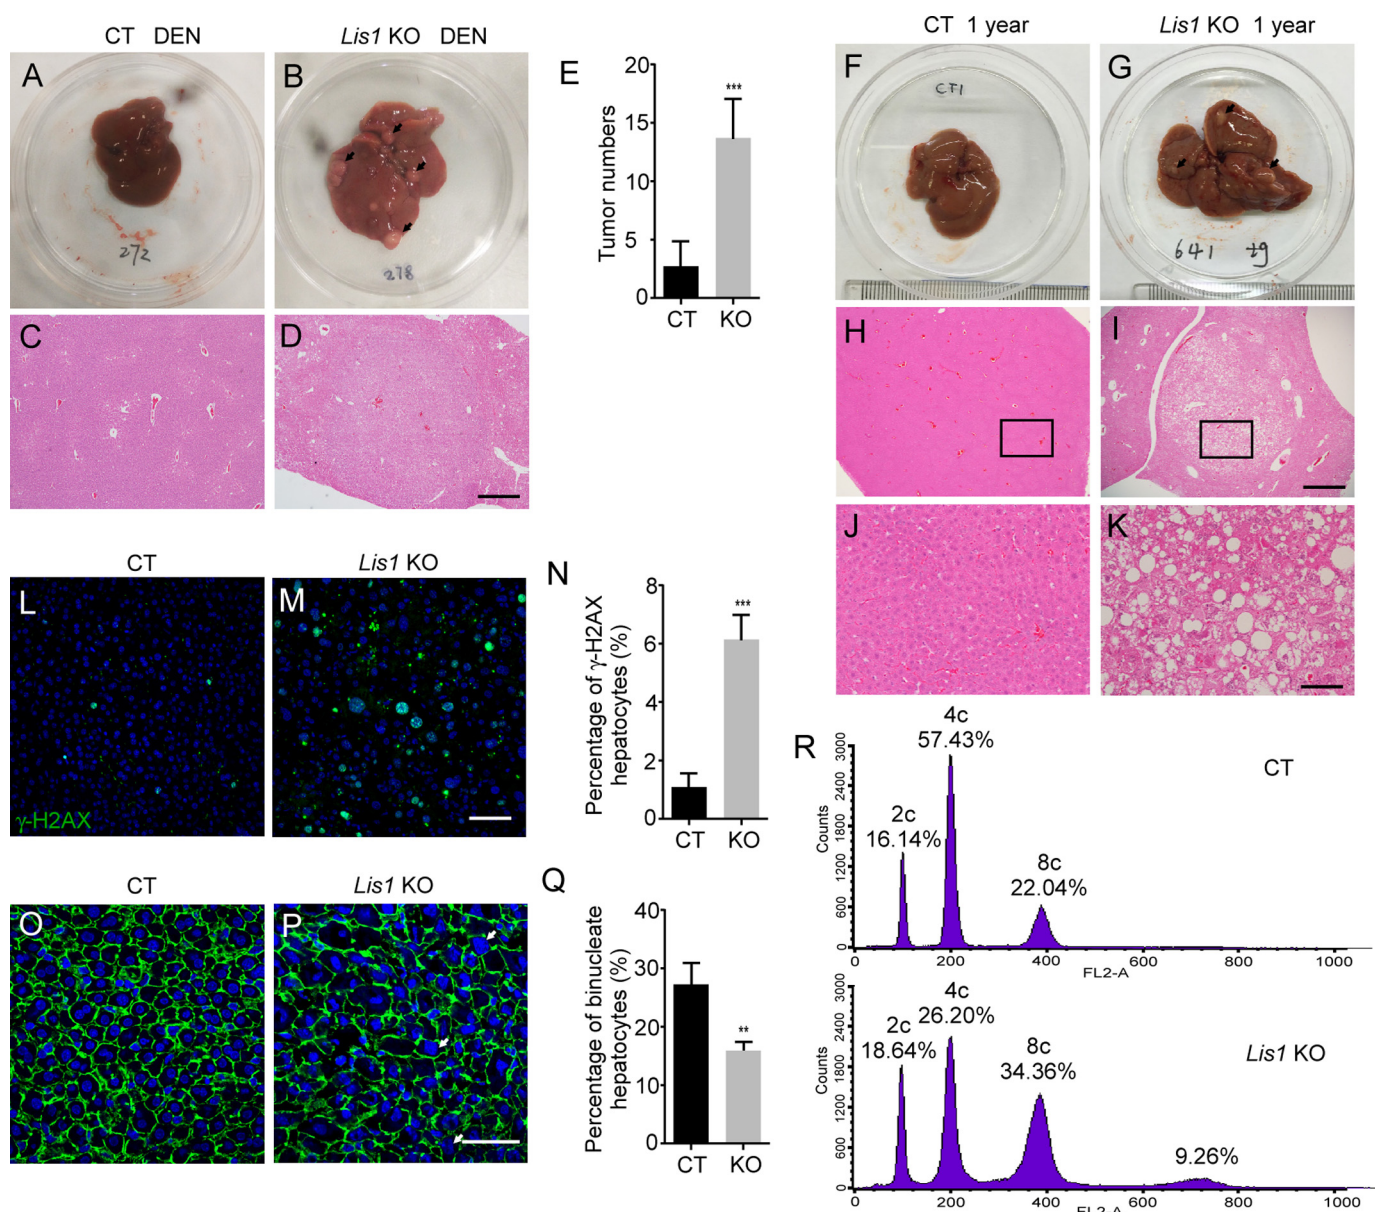 CT DEN
Lis1 KO DEN
A
B
272
278
C
D
E
Tumor numbers
20
15
10
5
0
***
CT
KO
CT 1 year
Lis1 KO 1 year
F
CT1
G
641
H
I
J
K
CT
Lis1 KO
L
γ-H2AX
M
N
Percentage of γ-H2AX
hepatocytes (%)
8
6
4
2
0
***
CT
KO
CT
Lis1 KO
O
P
Q
Percentage of binucleate
hepatocytes (%)
40
30
20
10
0
**
CT
KO
R
CT
Counts
3000
2400
1800
1200
600
0
2c
16.14%
4c
57.43%
8c
22.04%
0
200
400
600
800
1000
FL2-A
Lis1 KO
Counts
3000
2400
1800
1200
600
0
2c
18.64%
4c
26.20%
8c
34.36%
9.26%
0
200
400
600
800
1000
FL2-A